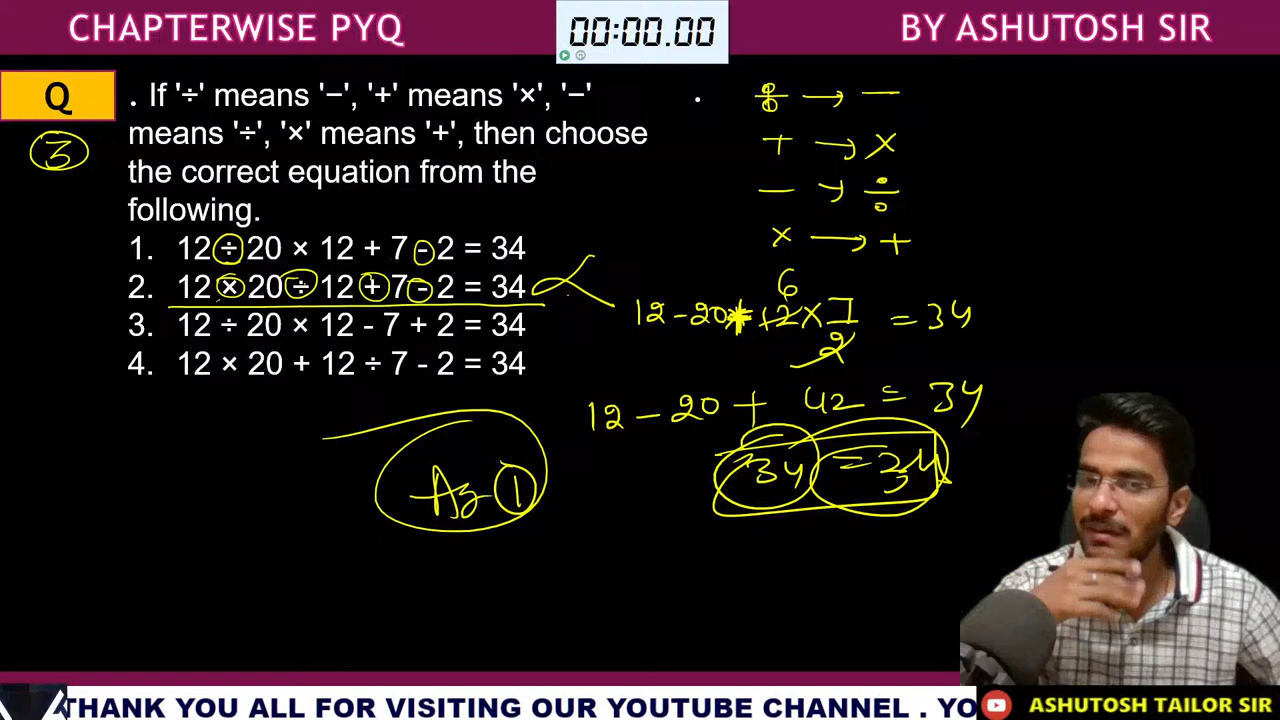 CHAPTERWISE PYQ
00:00.00
BY ASHUTOSH SIR
Q
. If '÷' means '−', '+' means '×', '−'
means '÷', '×' means '+', then choose
the correct equation from the
following.
1. 12 ÷ 20 × 12 + 7 - 2 = 34
2. 12 × 20 ÷ 12 + 7 - 2 = 34
3. 12 ÷ 20 × 12 - 7 + 2 = 34
4. 12 × 20 + 12 ÷ 7 - 2 = 34
3
÷ → −
+ → ×
− → ÷
× → +
6
12 − 20 + 12 × 7 = 34
2
12 − 20 + 42 = 34
34 = 34
1
THANK YOU ALL FOR VISITING OUR YOUTUBE CHANNEL . YO
ASHUTOSH TAILOR SIR